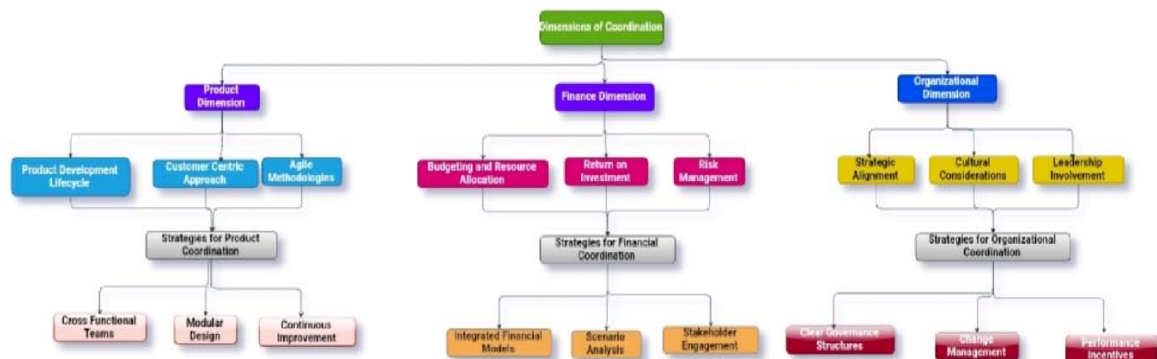 Dimensions of Coordination
Product
Dimension
Finance Dimension
Organizational
Dimension
Product Development
Lifecycle
Customer Centric
Approach
Agile
Methodologies
Budgeting and Resource
Allocation
Return on
Investment
Risk
Management
Strategic
Alignment
Cultural
Considerations
Leadership
Involvement
Strategies for Product
Coordination
Strategies for Financial
Coordination
Strategies for Organizational
Coordination
Cross Functional
Teams
Modular
Design
Continuous
Improvement
Integrated Financial
Models
Scenario
Analysis
Stakeholder
Engagement
Clear Governance
Structures
Change
Management
Performance
Incentives